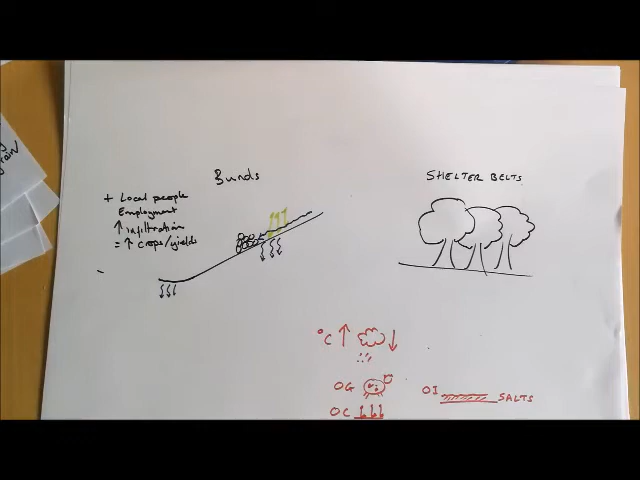 Bunds
+ Local people
Employment
↑ infiltration
= ↑ crops/yields
SHELTER BELTS
°C ↑ ↓
OG
OC
OI SALTS